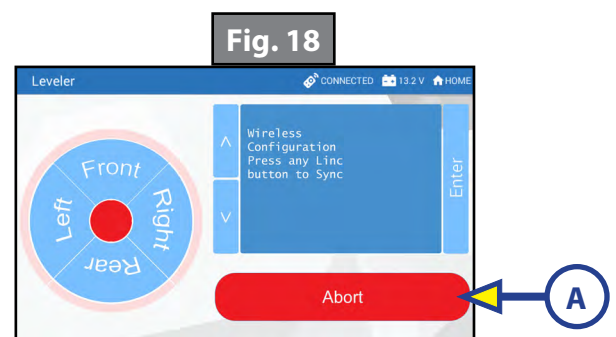 Fig. 18
Leveler
CONNECTED 13.2 V HOME
Front
Left
Right
Rear
^
v
Wireless
Configuration
Press any Linc
button to Sync
Enter
Abort
A